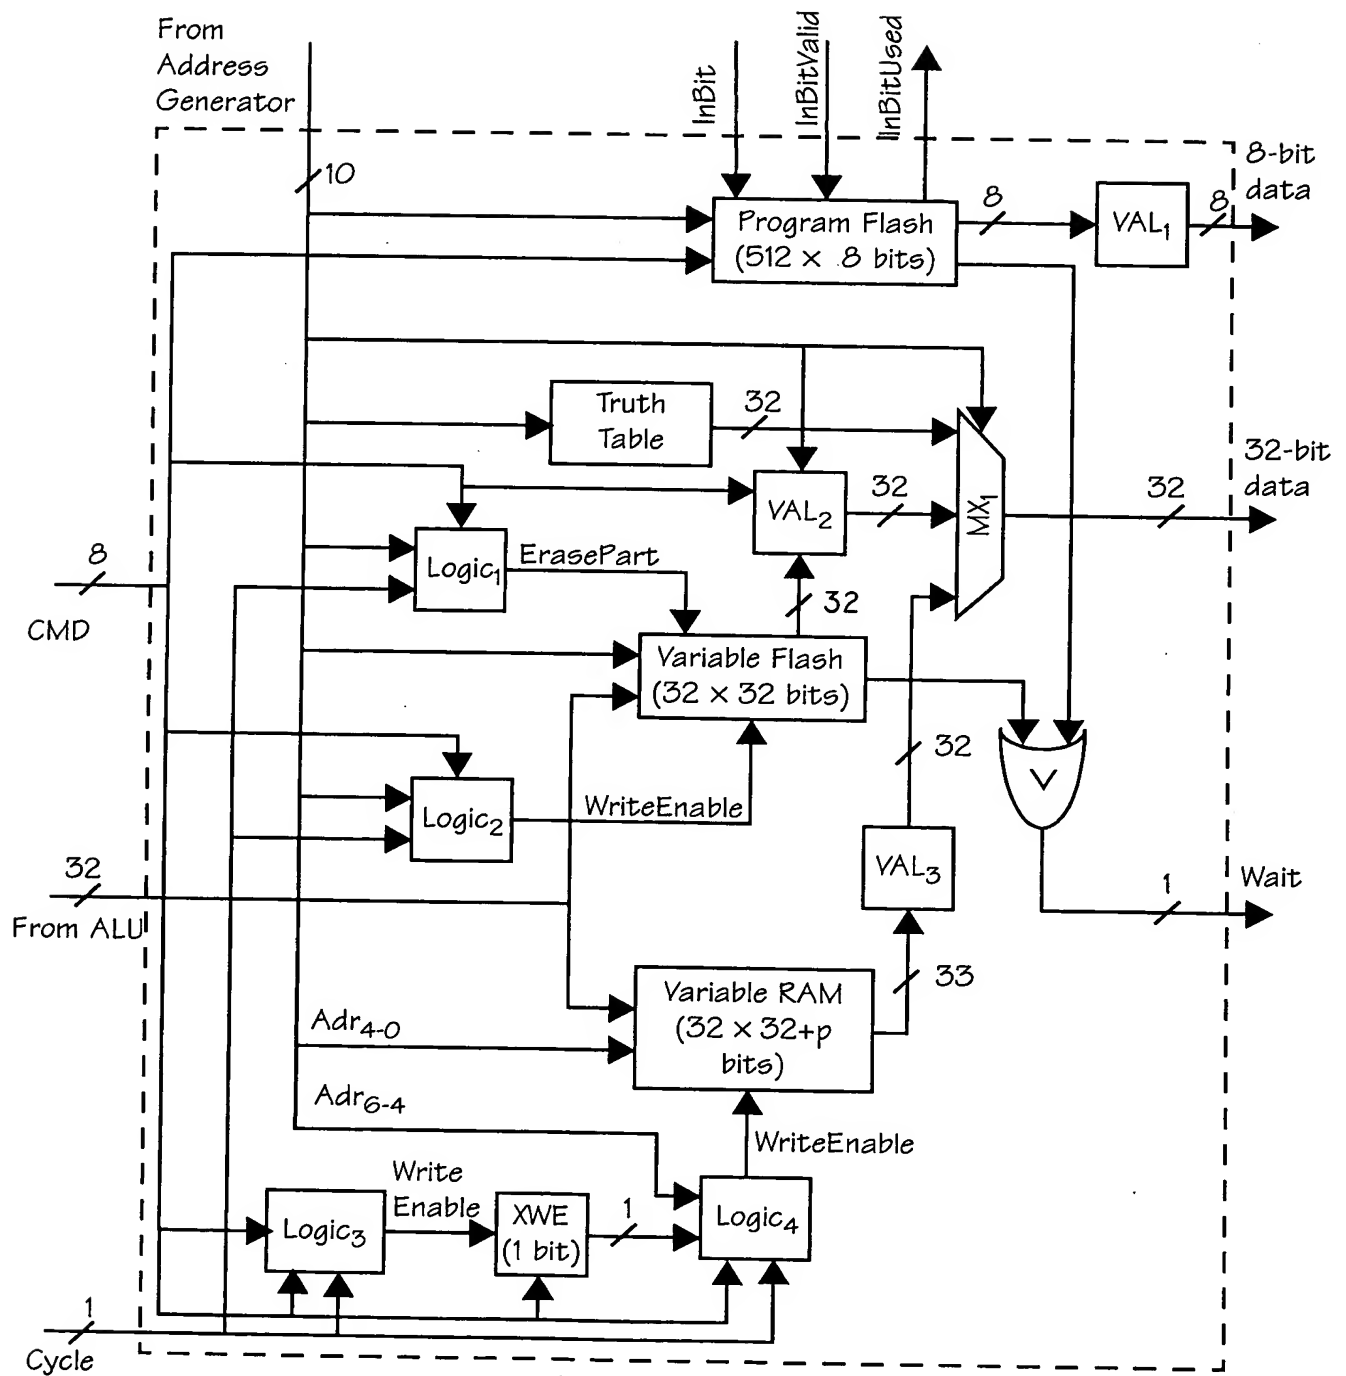 From
Address
Generator
InBit
InBitValid
InBitUsed
10
8-bit
data
Program Flash
(512 × 8 bits)
8
VAL1
8
Truth
Table
32
32-bit
data
VAL2
32
MX1
32
8
CMD
Logic1
ErasePart
32
Variable Flash
(32 × 32 bits)
32
V
Logic2
WriteEnable
32
From ALU
VAL3
1
Wait
33
Variable RAM
(32 × 32+p
bits)
Adr4-0
Adr6-4
WriteEnable
Write
Enable
Logic3
XWE
(1 bit)
1
Logic4
1
Cycle